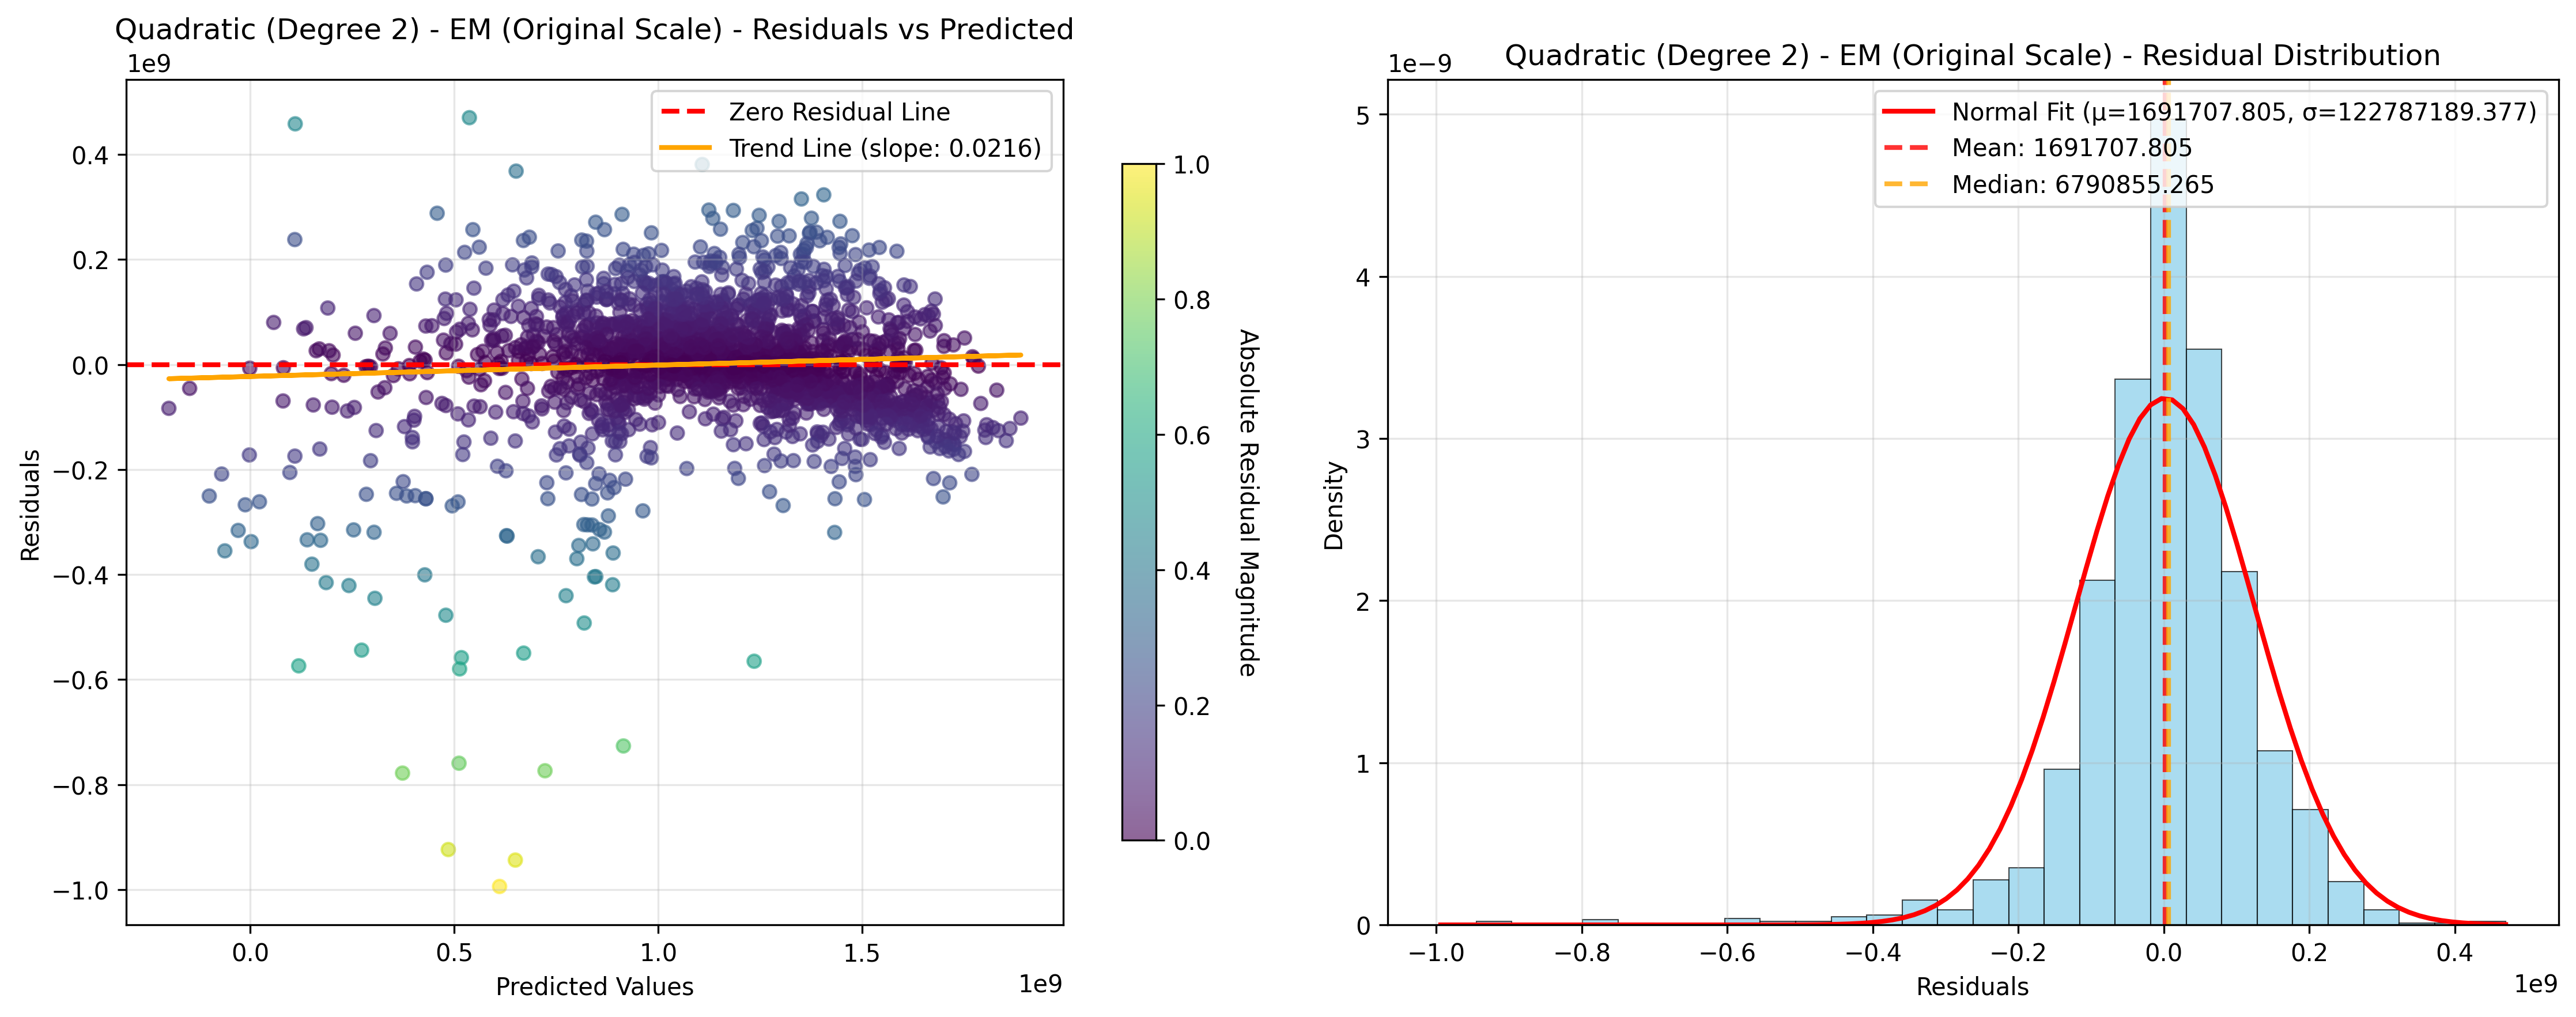 Quadratic (Degree 2) - EM (Original Scale) - Residuals vs Predicted
1e9
Zero Residual Line
Trend Line (slope: 0.0216)
0.4
0.2
0.0
−0.2
−0.4
−0.6
−0.8
−1.0
Residuals
0.0
0.5
1.0
1.5
1e9
Predicted Values
1.0
0.8
0.6
0.4
0.2
0.0
Absolute Residual Magnitude
Quadratic (Degree 2) - EM (Original Scale) - Residual Distribution
1e−9
Normal Fit (μ=1691707.805, σ=122787189.377)
Mean: 1691707.805
Median: 6790855.265
5
4
3
2
1
0
Density
−1.0
−0.8
−0.6
−0.4
−0.2
0.0
0.2
0.4
1e9
Residuals